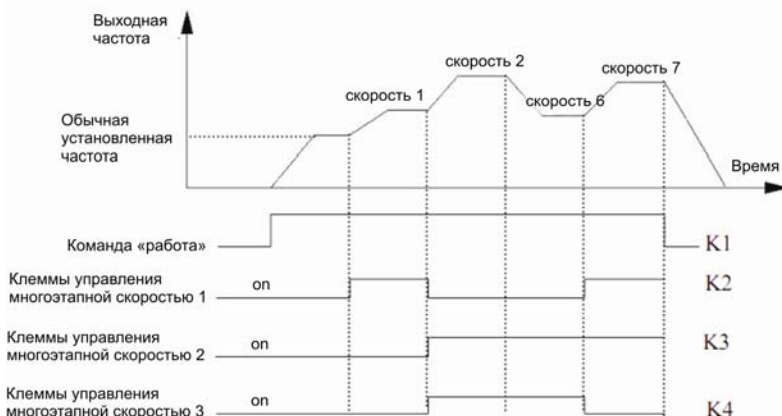 Выходная
частота
скорость 2
скорость 7
скорость 1
скорость 6
Обычная
установленная
частота
Время
Команда «работа»
K1
Клеммы управления
многоэтапной скоростью 1
on
K2
Клеммы управления
многоэтапной скоростью 2
on
K3
Клеммы управления
многоэтапной скоростью 3
on
K4